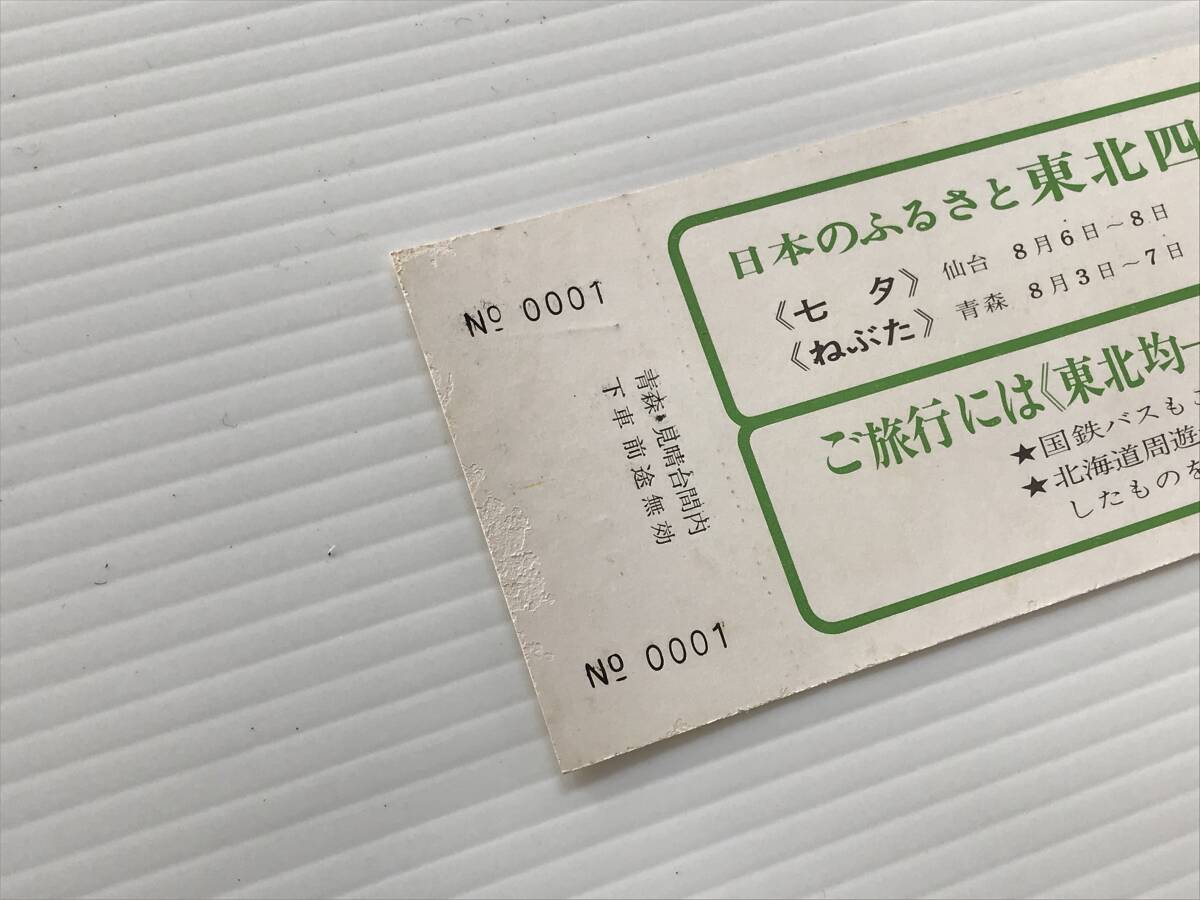 No 0001
青森・見晴台間内
下車前途無効
No 0001
日本のふるさと東北四
《七 夕》 仙台 8月6日〜8日
《ねぶた》 青森 8月3日〜7日
ご旅行には《東北均一
★国鉄バスもご
★北海道周遊
したものを